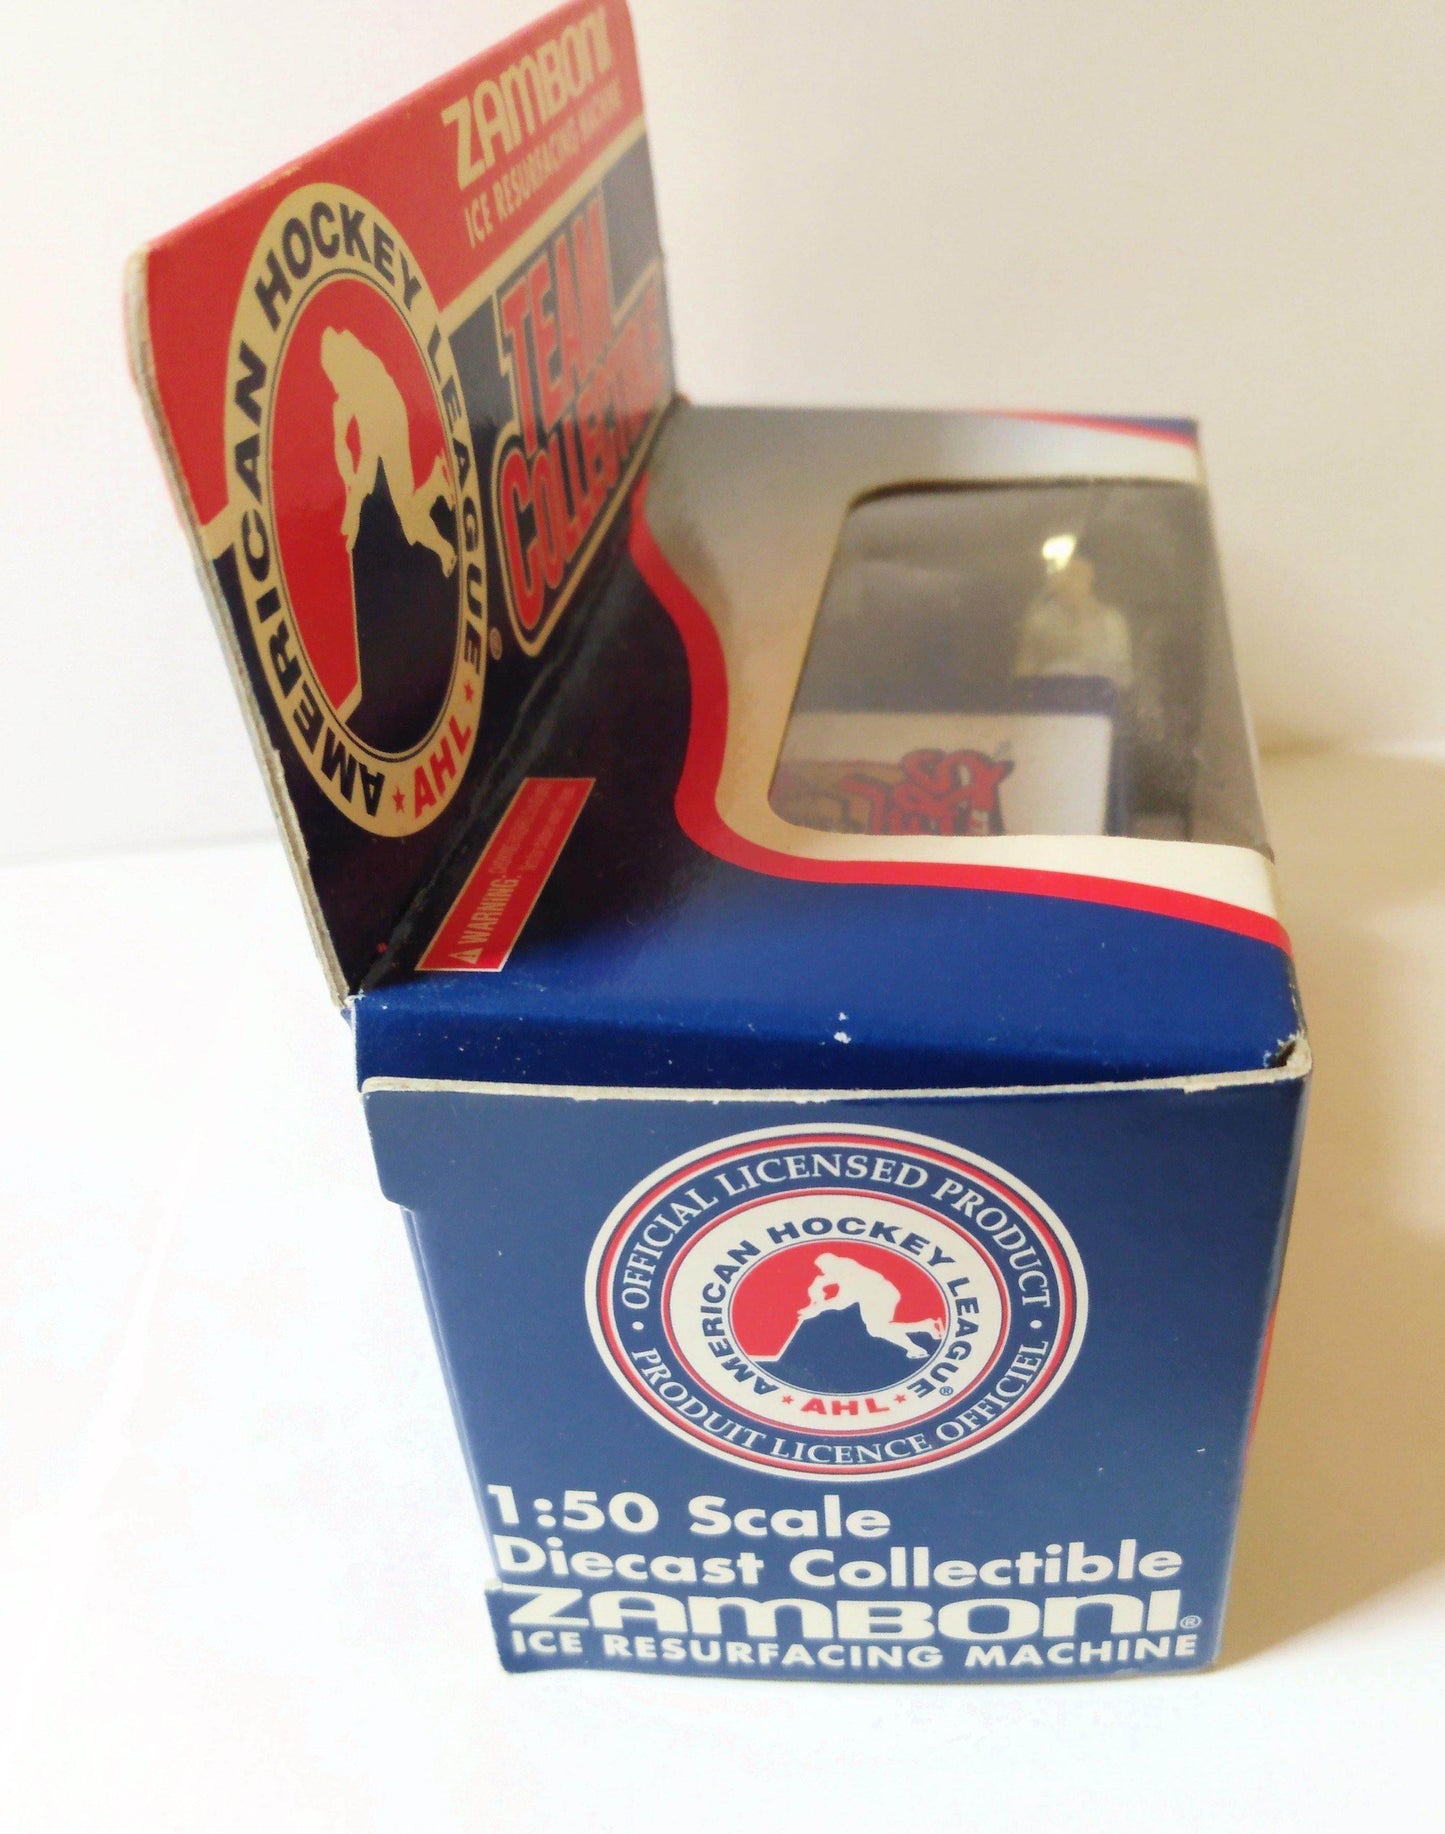 ZAMBONI
ICE RESURFACING MACHINE
AMERICAN HOCKEY LEAGUE
AHL
®
TEAM
COLLECTIBLE
WARNING:
OFFICIAL LICENSED PRODUCT
AMERICAN HOCKEY LEAGUE®
AHL
PRODUIT LICENCE OFFICIEL
1:50 Scale
Diecast Collectible
ZAMBONI®
ICE RESURFACING MACHINE